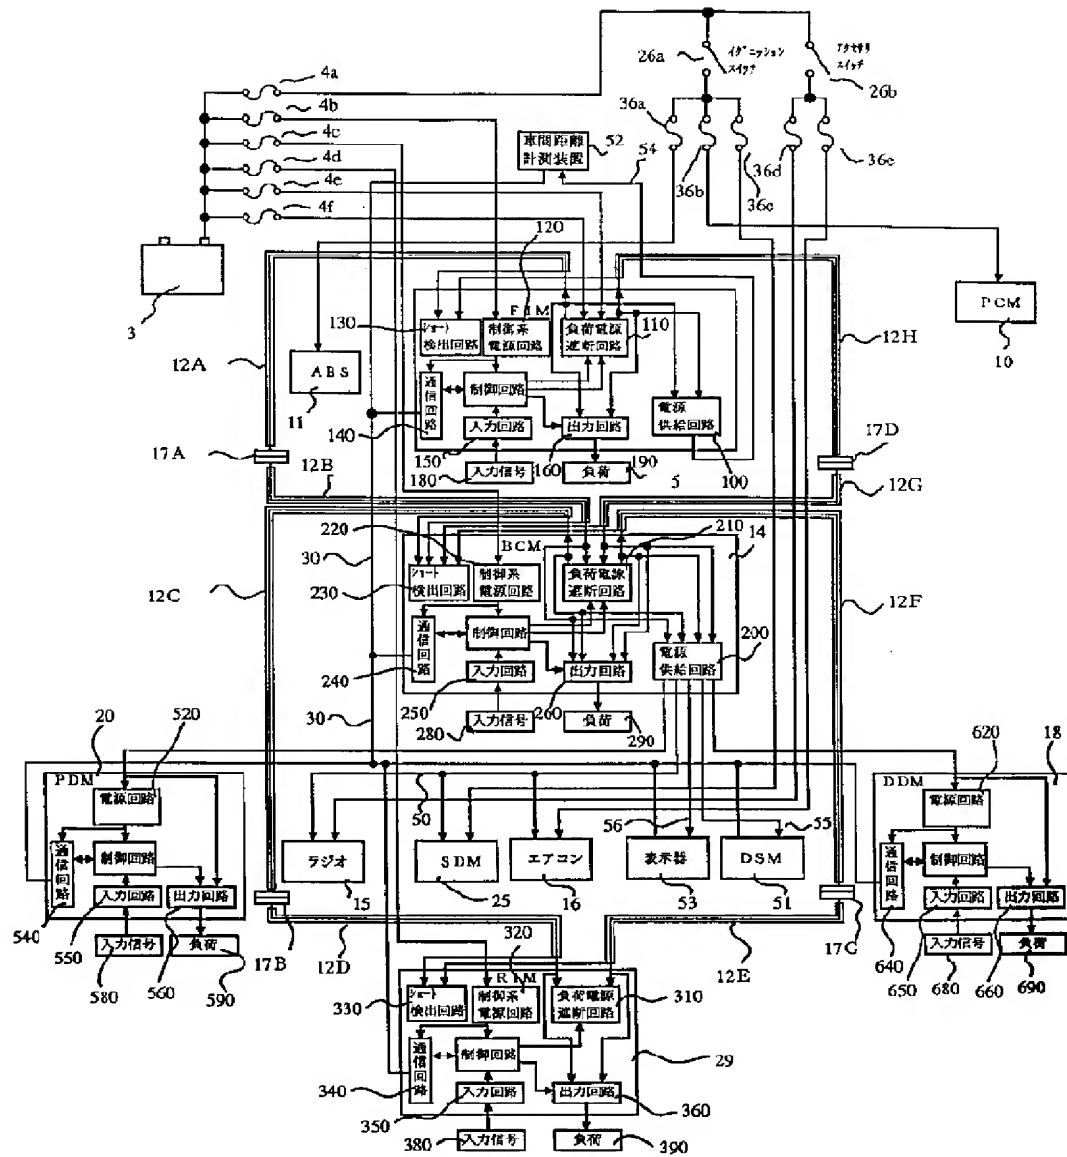 4a
26a
イグニッション
スイッチ
アクセサリ
スイッチ
26b
4b
4c
4d
4e
4f
車間距離
計測装置
52
54
36a
36b
36c
36d
36e
3
120
FIM
130
ショート
検出回路
制御系
電源回路
負荷電源
遮断回路
110
PCM
10
12A
12H
ABS
11
通信回路
制御回路
電源
供給回路
140
入力回路
出力回路
150
160
190
100
17A
17D
180
入力信号
負荷
5
12B
12G
220
BCM
210
14
30
ショート
検出回路
制御系
電源回路
負荷電源
遮断回路
230
12C
12F
通信回路
制御回路
200
電源
供給回路
240
入力回路
出力回路
250
260
30
280
入力信号
負荷
290
20
520
620
18
PDM
DDM
電源回路
電源回路
50
56
55
通信回路
制御回路
ラジオ
SDM
エアコン
表示器
DSM
通信回路
制御回路
入力回路
出力回路
15
25
16
53
51
入力回路
出力回路
540
550
560
580
入力信号
負荷
590
17B
12D
320
12E
17C
640
650
入力信号
680
660
負荷
690
RIM
330
ショート
検出回路
制御系
電源回路
負荷電源
遮断回路
310
通信回路
制御回路
29
340
入力回路
出力回路
350
360
380
入力信号
負荷
390